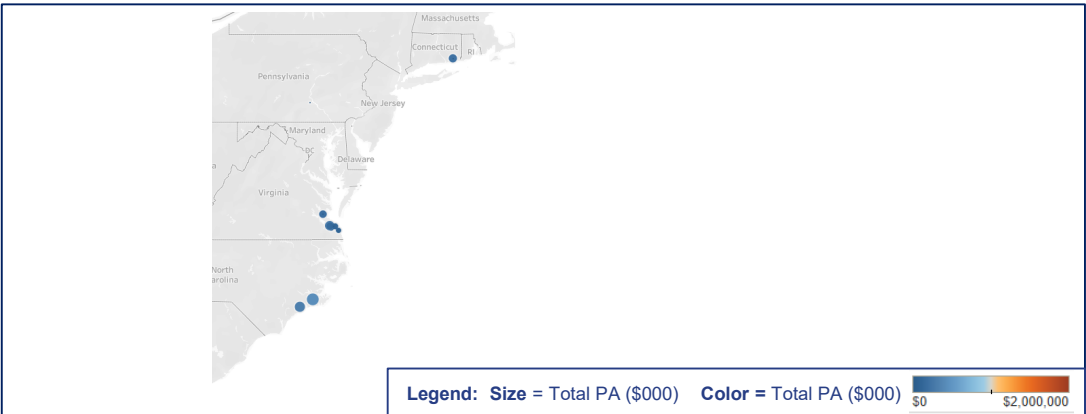 Massachusetts
Connecticut
RI
Pennsylvania
New Jersey
Maryland
DC
Delaware
a
Virginia
North
arolina
Legend: Size = Total PA ($000) Color = Total PA ($000)
$0 $2,000,000